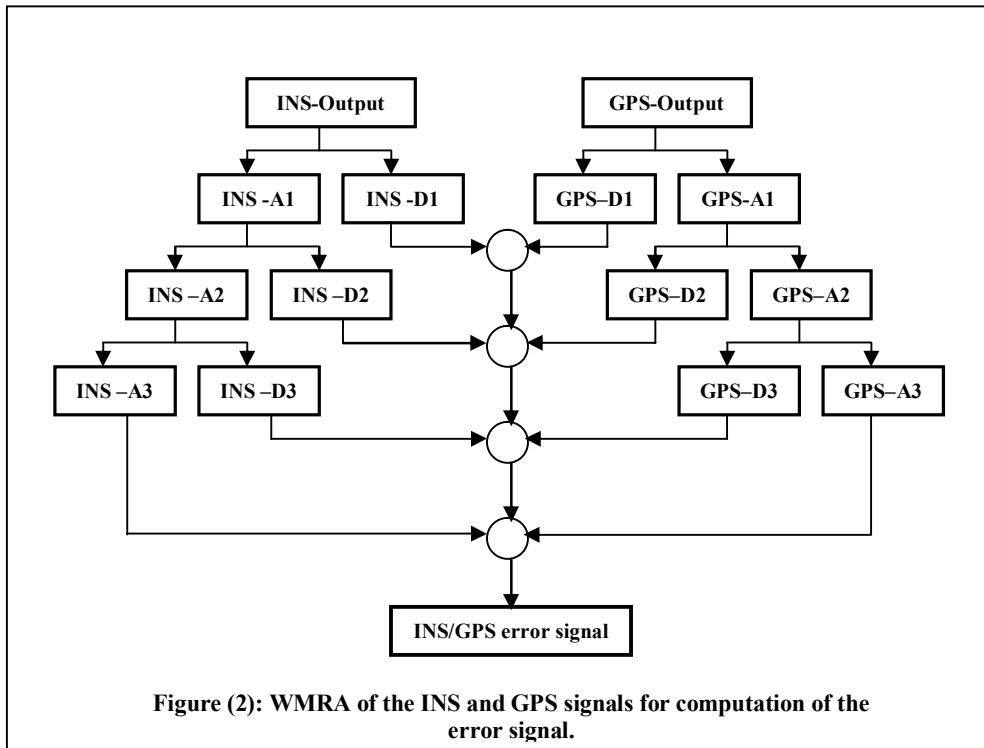 INS-Output
GPS-Output
INS -A1
INS -D1
GPS–D1
GPS-A1
INS –A2
INS –D2
GPS–D2
GPS–A2
INS –A3
INS –D3
GPS–D3
GPS–A3
INS/GPS error signal
Figure (2): WMRA of the INS and GPS signals for computation of the
error signal.